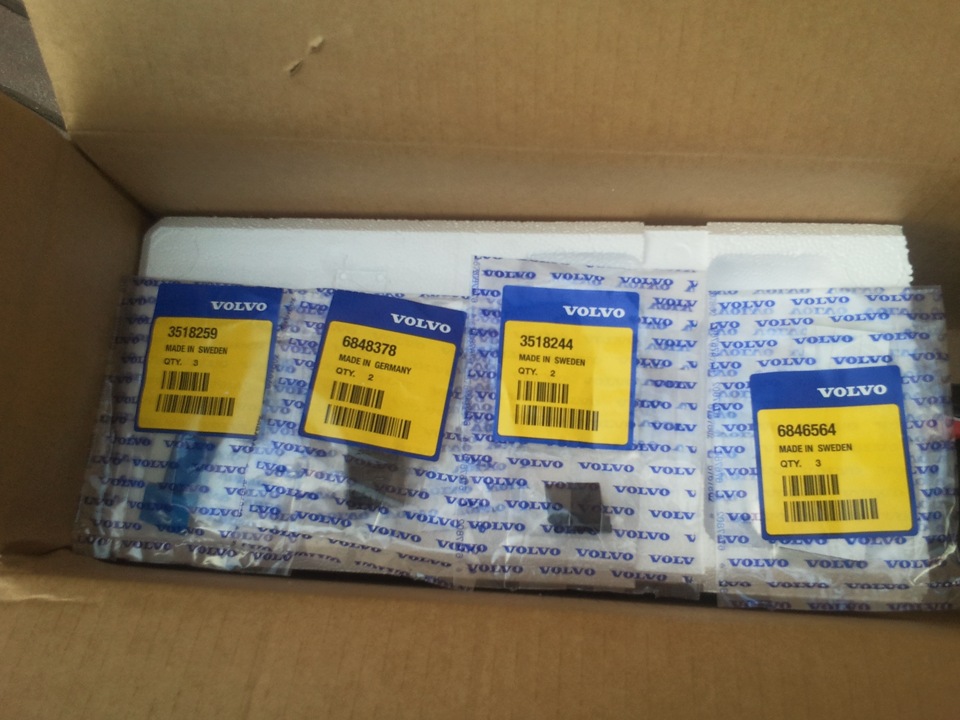 VOLVO
3518259
MADE IN SWEDEN
QTY. 3
VOLVO
6848378
MADE IN GERMANY
QTY. 2
VOLVO
3518244
MADE IN SWEDEN
QTY. 2
VOLVO
6846564
MADE IN SWEDEN
QTY. 3